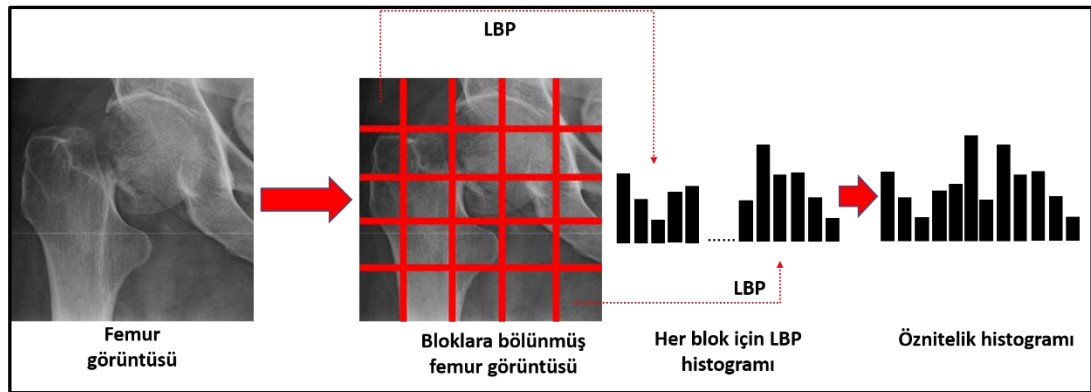 LBP
LBP
Femur
görüntüsü
Bloklara bölünmüş
femur görüntüsü
Her blok için LBP
histogramı
Öznitelik histogramı